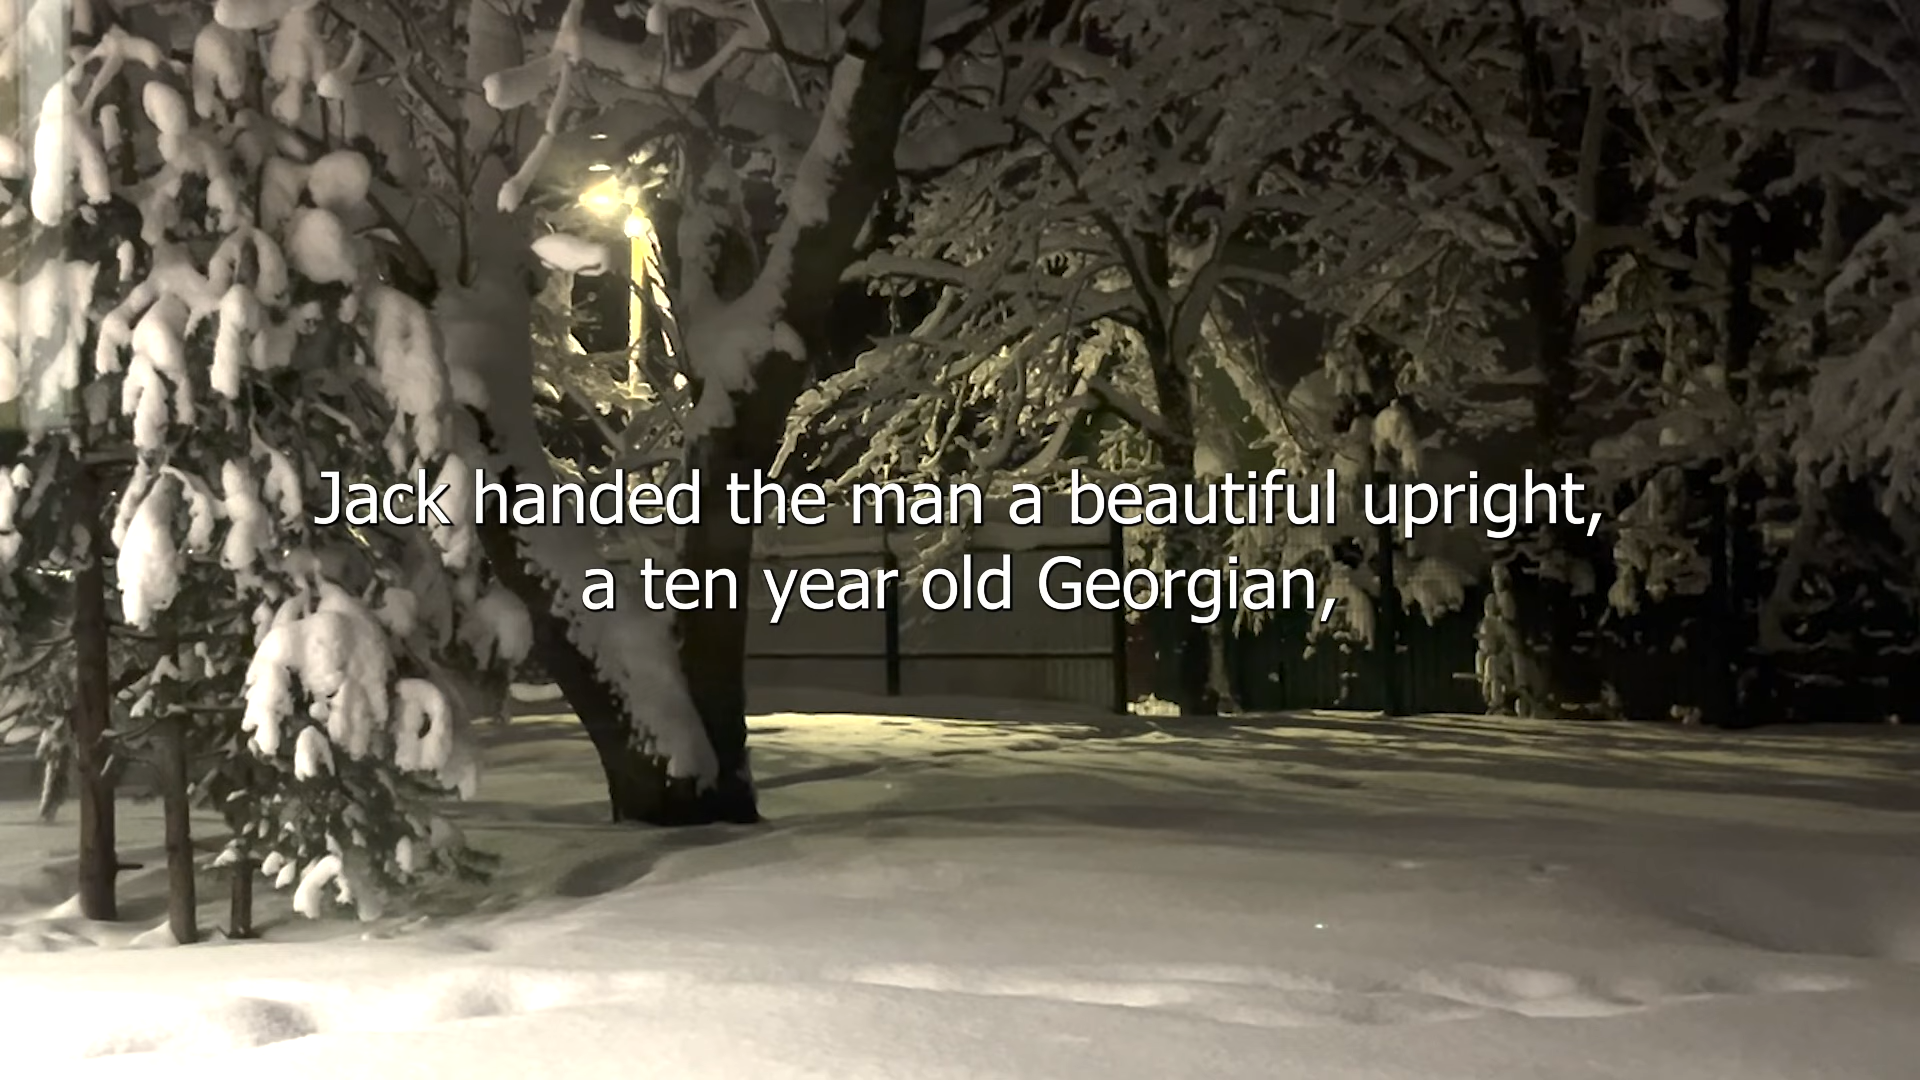 Jack handed the man a beautiful upright,
a ten year old Georgian,